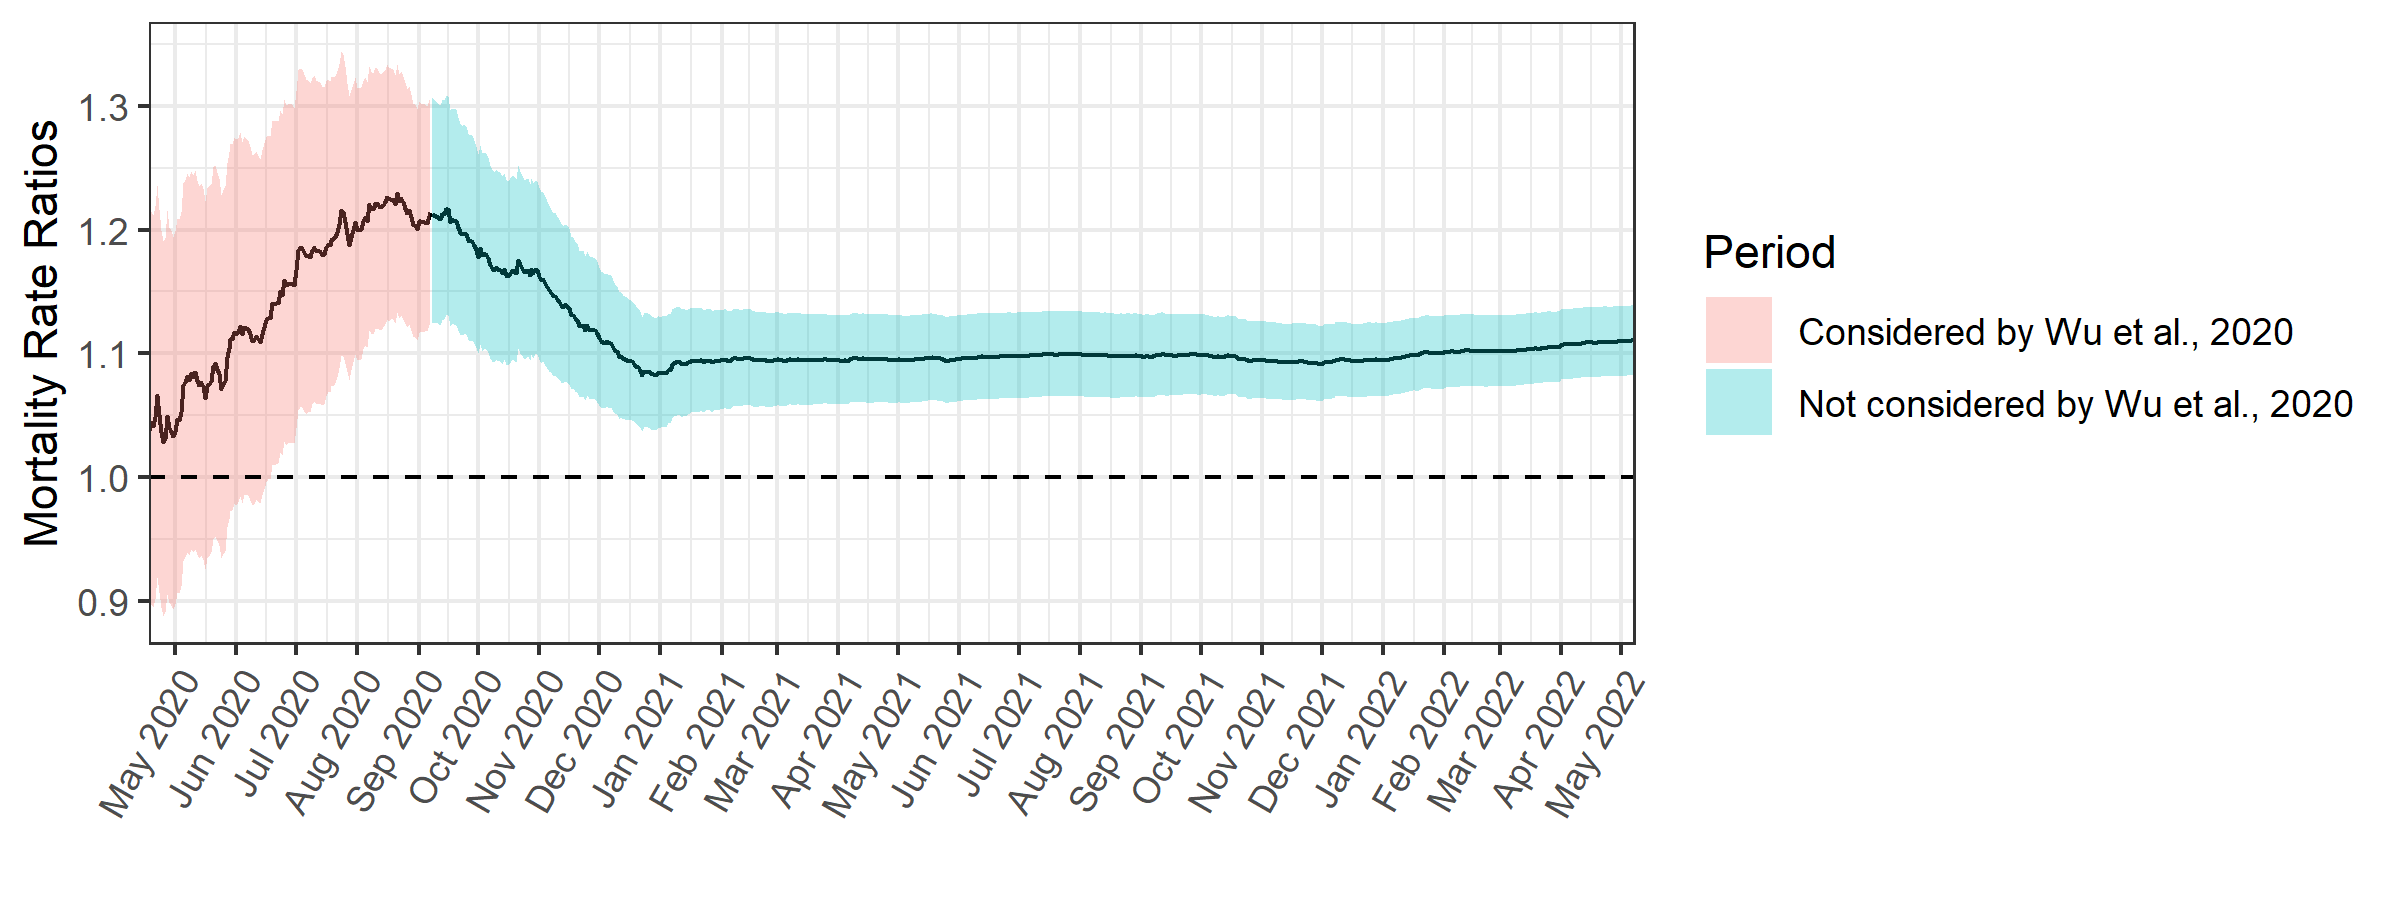 Mortality Rate Ratios
1.3
1.2
1.1
1.0
0.9
May 2020
Jun 2020
Jul 2020
Aug 2020
Sep 2020
Oct 2020
Nov 2020
Dec 2020
Jan 2021
Feb 2021
Mar 2021
Apr 2021
May 2021
Jun 2021
Jul 2021
Aug 2021
Sep 2021
Oct 2021
Nov 2021
Dec 2021
Jan 2022
Feb 2022
Mar 2022
Apr 2022
May 2022
Period
Considered by Wu et al., 2020
Not considered by Wu et al., 2020